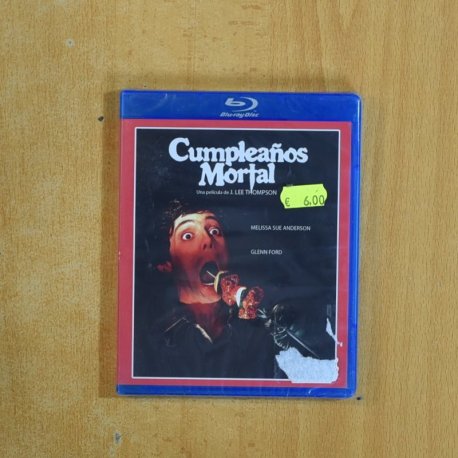 Blu-ray Disc
Cumpleaños
Mortal
Una película de J. LEE THOMPSON
€ 6,00
MELISSA SUE ANDERSON
GLENN FORD